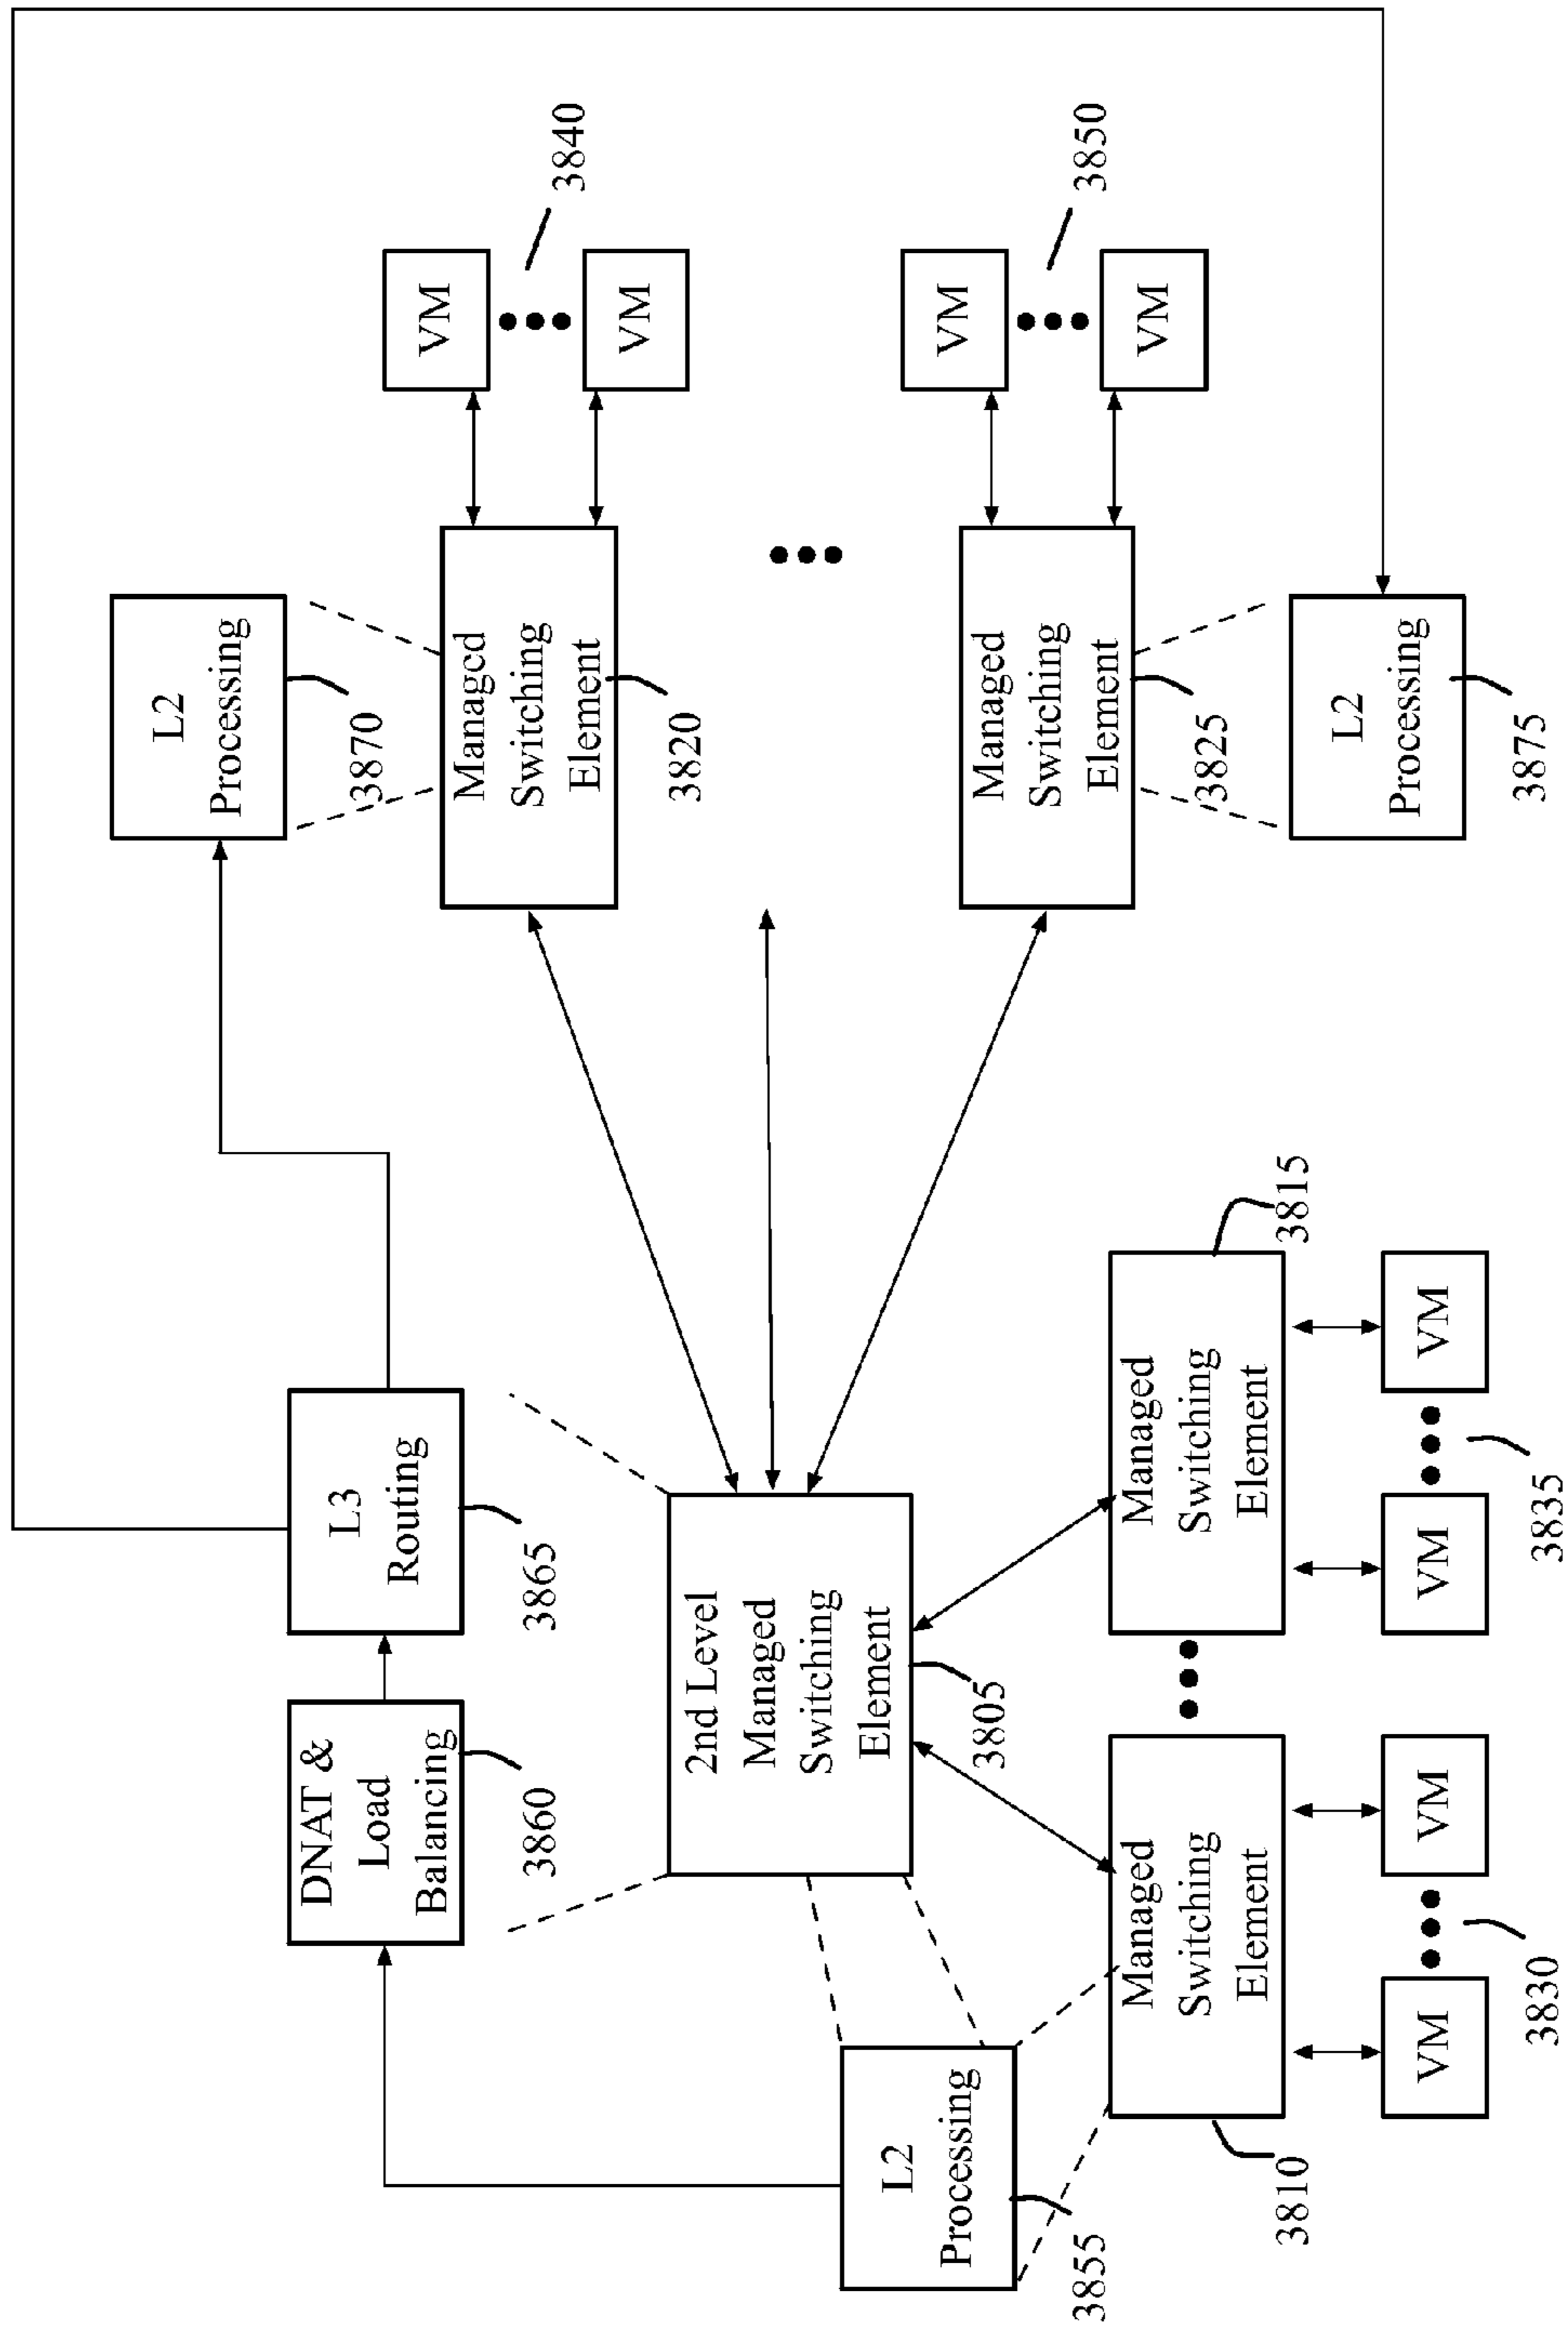 L2
Processing
3870
DNAT &
Load
Balancing
3860
L3
Routing
3865
Managed
Switching
Element
3820
VM
VM
3840
2nd Level
Managed
Switching
Element
3805
L2
Processing
3855
Managed
Switching
Element
3825
VM
VM
3850
Managed
Switching
Element
3810
Managed
Switching
Element
3815
L2
Processing
3875
VM
VM
3830
VM
VM
3835